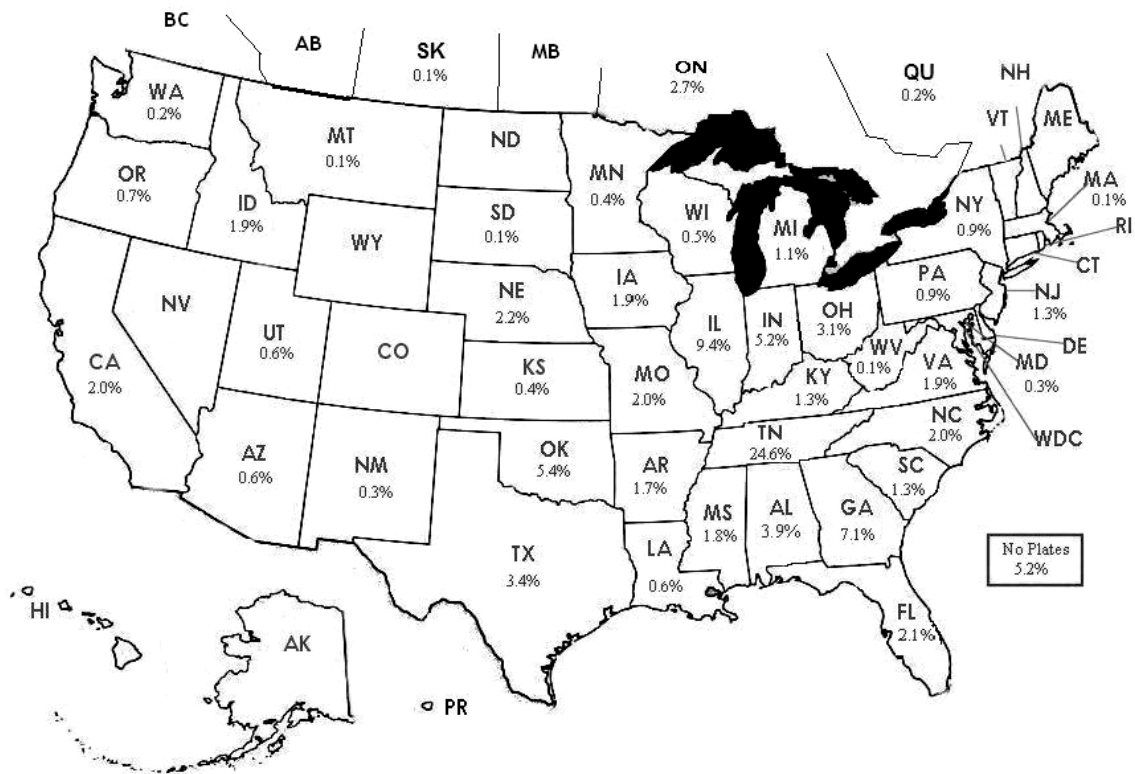 BC
AB
SK
0.1%
MB
ON
2.7%
QU
0.2%
NH
VT
ME
WA
0.2%
MT
0.1%
ND
MN
0.4%
OR
0.7%
ID
1.9%
WY
SD
0.1%
WI
0.5%
MI
1.1%
NY
0.9%
MA
0.1%
RI
CT
NV
UT
0.6%
CO
NE
2.2%
IA
1.9%
IL
9.4%
IN
5.2%
OH
3.1%
PA
0.9%
NJ
1.3%
DE
MD
0.3%
WDC
CA
2.0%
KS
0.4%
MO
2.0%
KY
1.3%
WV
0.1%
VA
1.9%
AZ
0.6%
NM
0.3%
OK
5.4%
AR
1.7%
TN
24.6%
NC
2.0%
SC
1.3%
TX
3.4%
LA
0.6%
MS
1.8%
AL
3.9%
GA
7.1%
FL
2.1%
No Plates
5.2%
HI
AK
PR